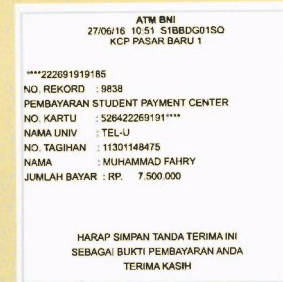 ATM BNI
27/06/16 10:51 S1BBDG01SQ
KCP PASAR BARU 1
****222691919185
NO. REKORD : 9838
PEMBAYARAN STUDENT PAYMENT CENTER
NO. KARTU : 526422269191****
NAMA UNIV : TEL-U
NO. TAGIHAN : 11301148475
NAMA : MUHAMMAD FAHRY
JUMLAH BAYAR : RP. 7.500.000
HARAP SIMPAN TANDA TERIMA INI
SEBAGAI BUKTI PEMBAYARAN ANDA
TERIMA KASIH